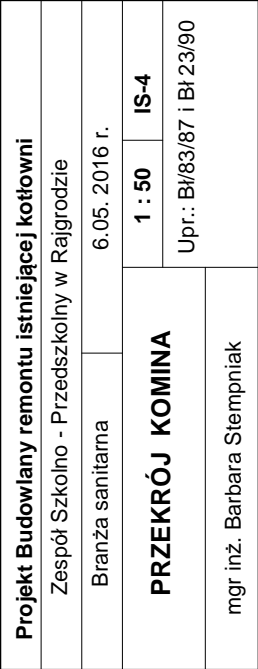 Projekt Budowlany remontu istniejącej kotłowni
Zespół Szkolno - Przedszkolny w Rajgrodzie
Branża sanitarna 6.05. 2016 r.
PRZEKRÓJ KOMINA 1 : 50 IS-4
mgr inż. Barbara Stempniak Upr.: Bł/83/87 i Bł 23/90